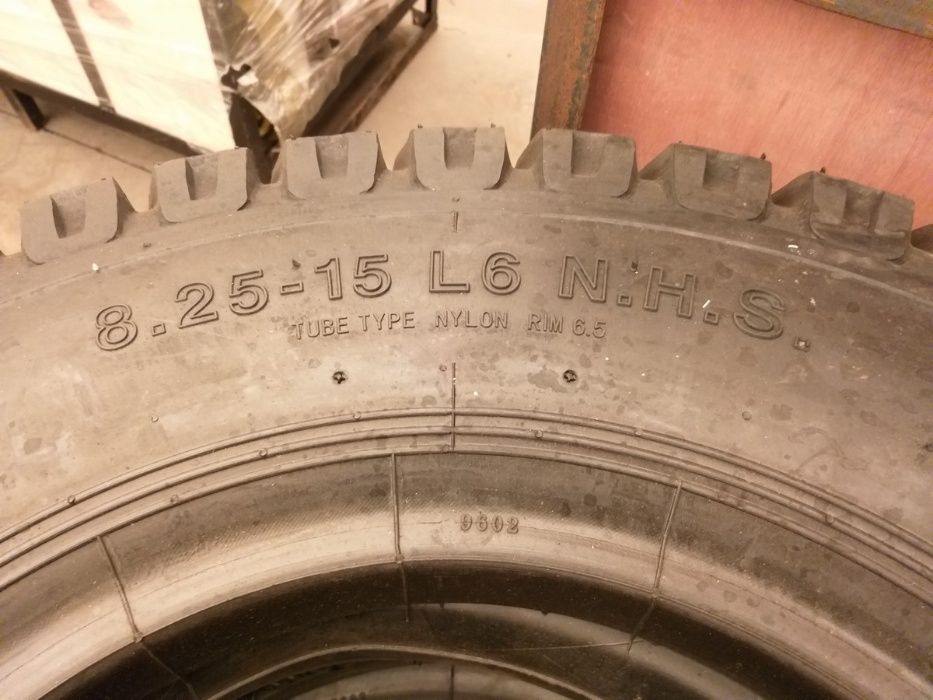 8.25-15 L6 N.H.S.
TUBE TYPE NYLON RIM 6.5
9602